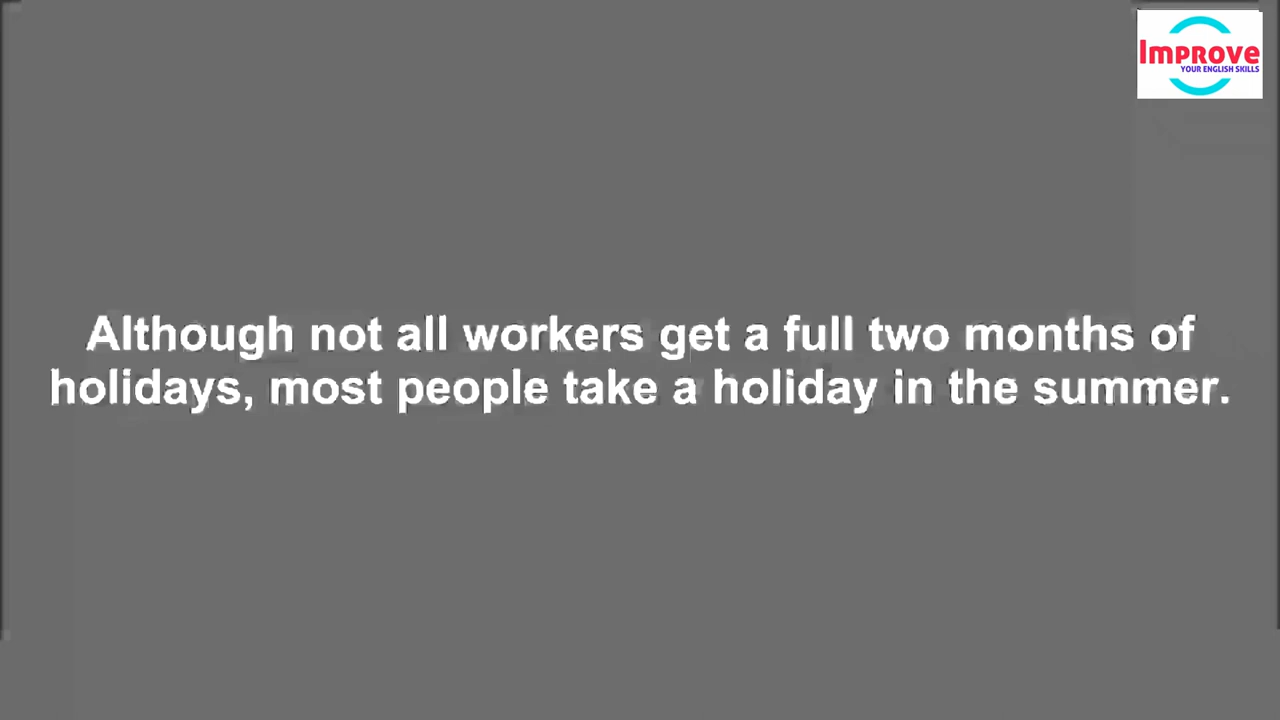 Improve
YOUR ENGLISH SKILLS
Although not all workers get a full two months of
holidays, most people take a holiday in the summer.